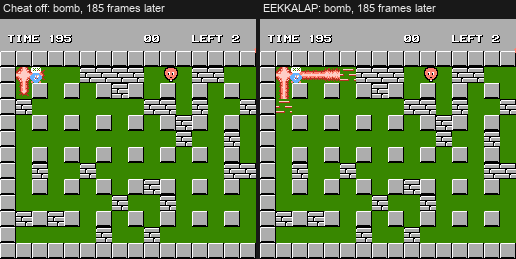 Cheat off: bomb, 185 frames later
EEKKALAP: bomb, 185 frames later
TIME 195 00 LEFT 2
TIME 195 00 LEFT 2